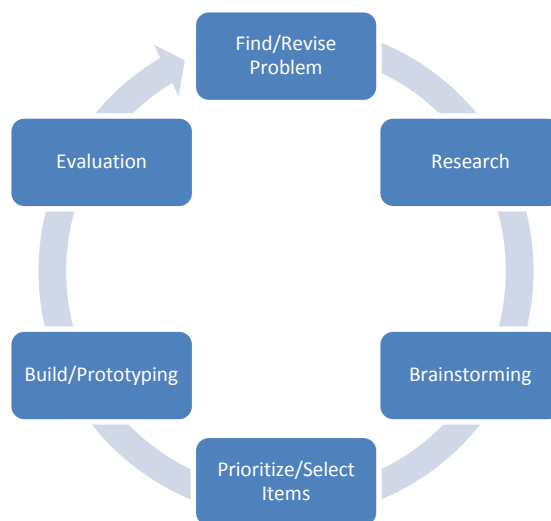 Find/Revise
Problem
Research
Brainstorming
Prioritize/Select
Items
Build/Prototyping
Evaluation